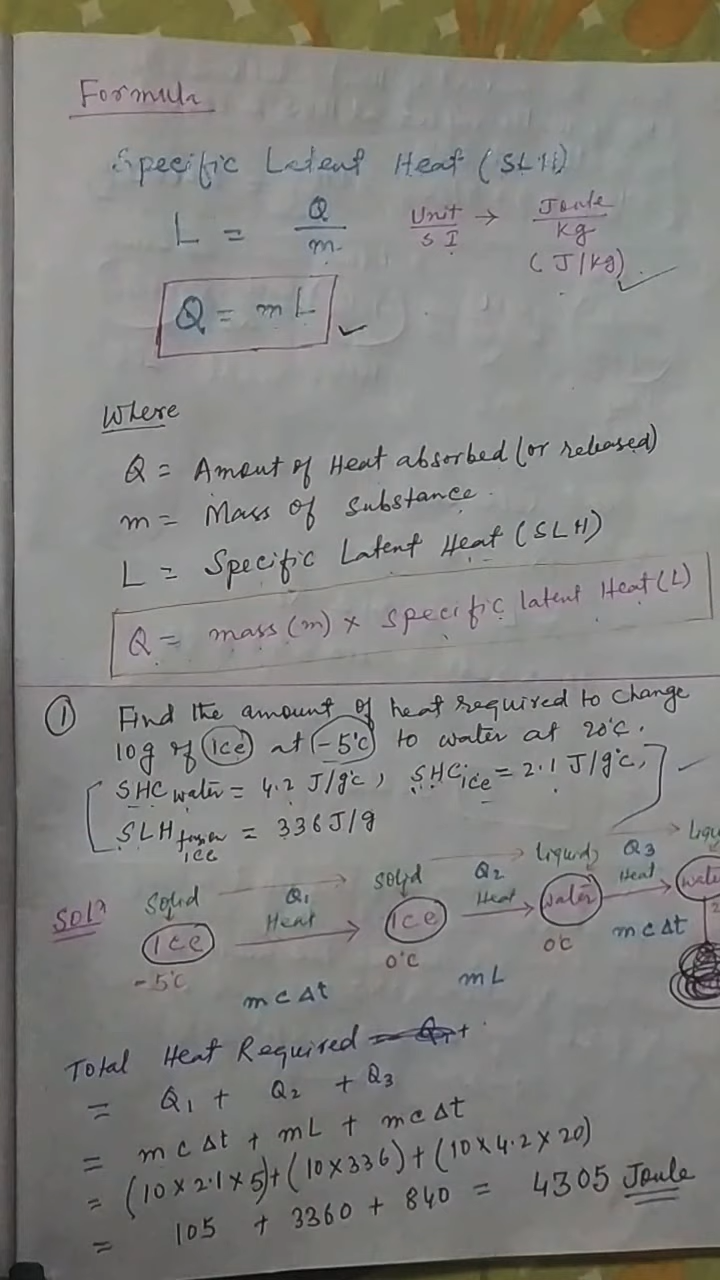 Formula
Specific Latent Heat (SLH)
L = Q/m Unit/SI → Joule/kg
(J/kg)
Q = mL
Where
Q = Amount of Heat absorbed (or released)
m = Mass of Substance.
L = Specific Latent Heat (SLH)
Q = mass (m) x specific latent Heat (L)
① Find the amount of heat required to change
10g of Ice at -5°C to water at 20°C.
SHC water = 4.2 J/g°C, SHC ice = 2.1 J/g°C,
SLH fusion ice = 336 J/g
Solid Q1 Solid Q2 liquid Q3
Solⁿ Ice Heat Ice Heat water Heat
-5°C 0°C 0°C
mcΔt mL mcΔt
Total Heat Required =
= Q1 + Q2 + Q3
= mcΔt + mL + mcΔt
= (10 x 2.1 x 5) + (10 x 336) + (10 x 4.2 x 20)
= 105 + 3360 + 840 = 4305 Joule